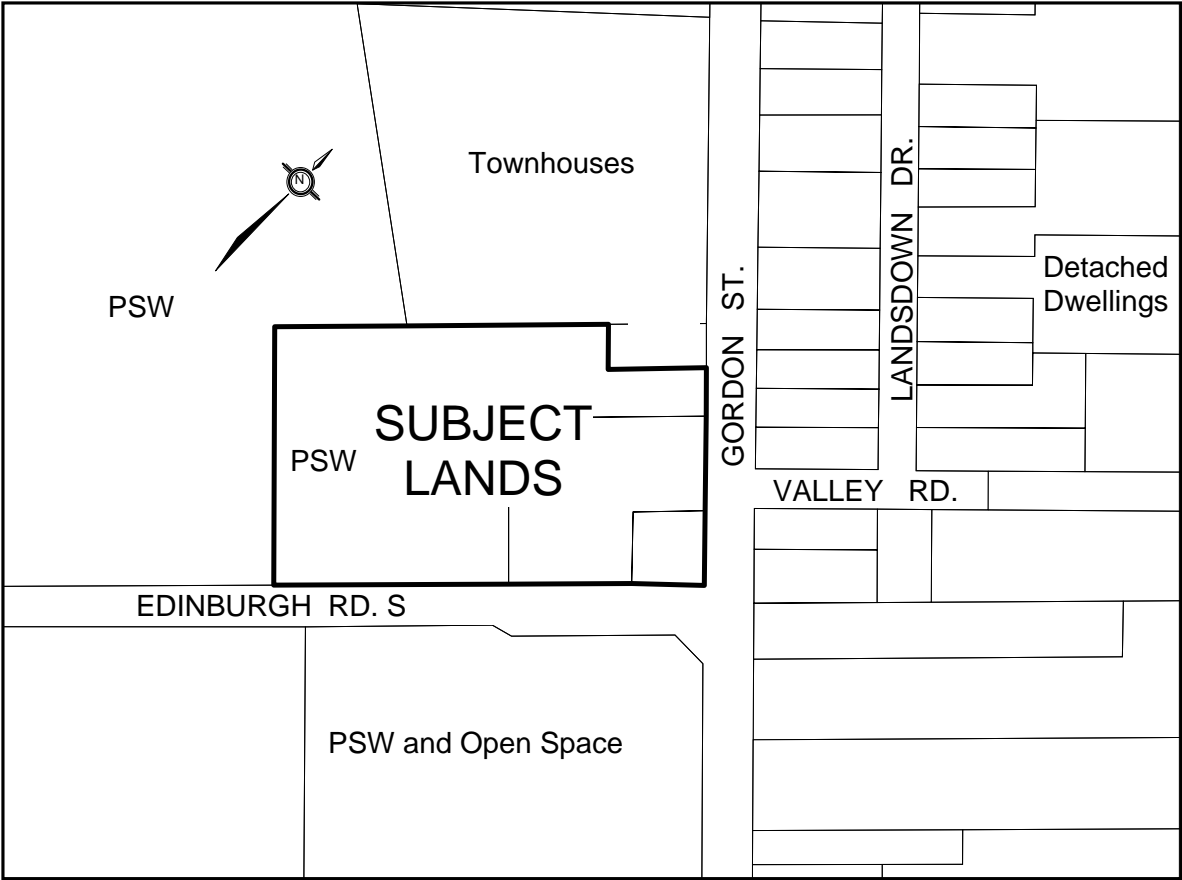 Townhouses
N
PSW
Detached
Dwellings
GORDON ST.
LANDSDOWN DR.
SUBJECT
LANDS
PSW
VALLEY RD.
EDINBURGH RD. S
PSW and Open Space